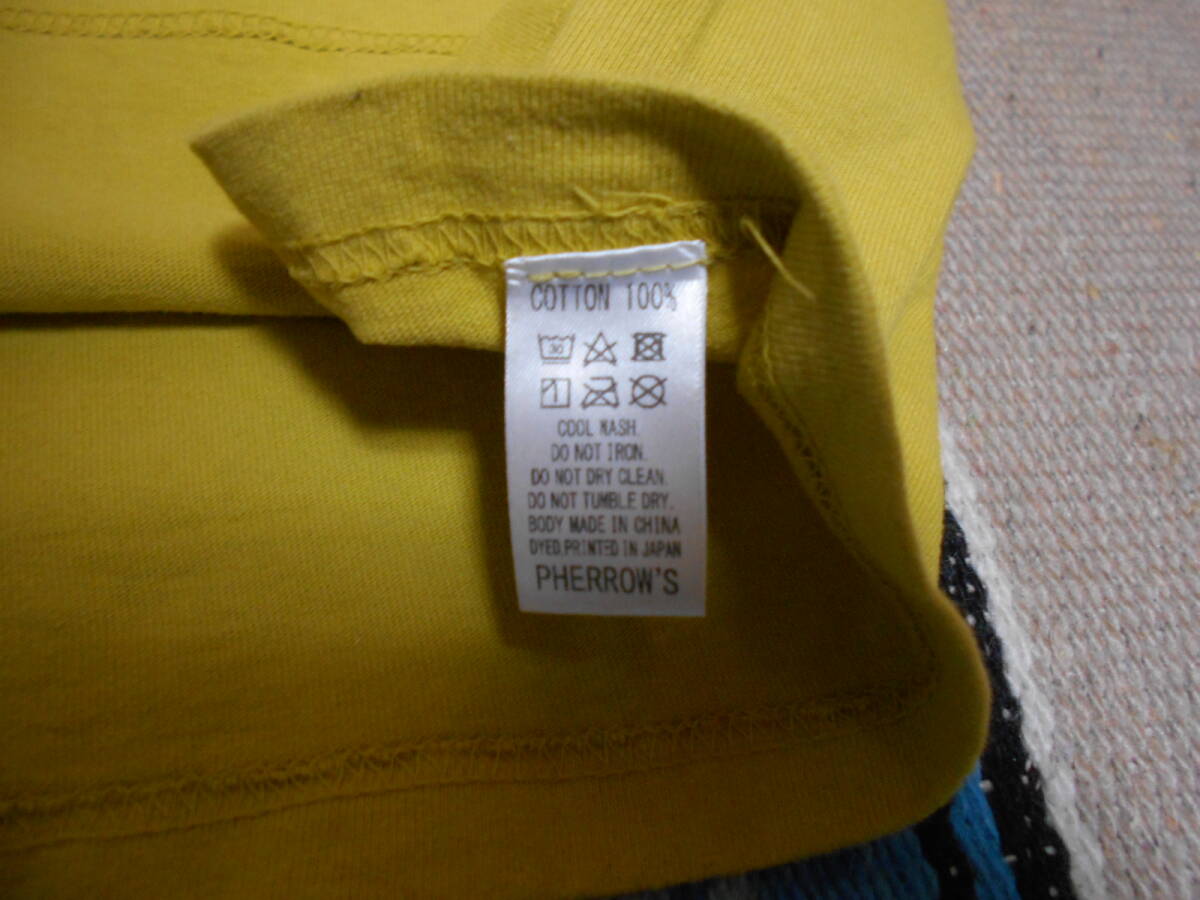 COTTON 100%
30
COOL WASH.
DO NOT IRON.
DO NOT DRY CLEAN.
DO NOT TUMBLE DRY.
BODY MADE IN CHINA
DYED.PRINTED IN JAPAN
PHERROW'S